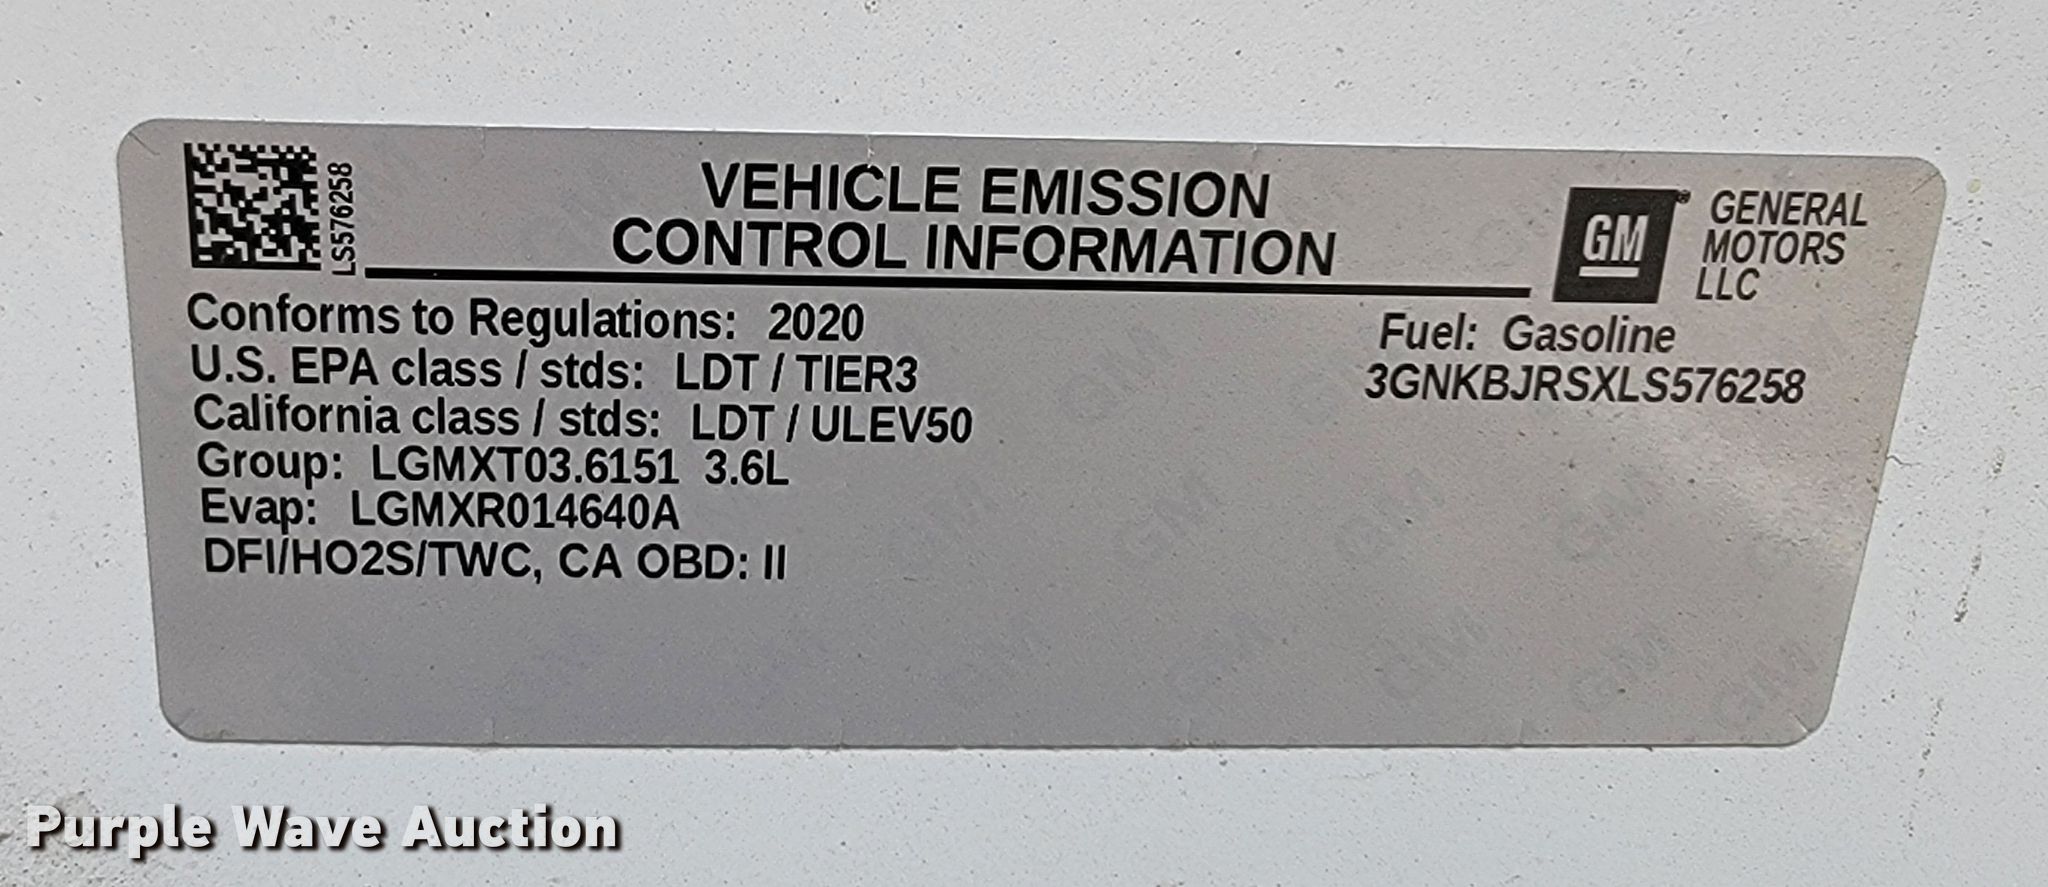 LS576258
VEHICLE EMISSION
CONTROL INFORMATION
GM®
GENERAL
MOTORS
LLC
Conforms to Regulations: 2020
U.S. EPA class / stds: LDT / TIER3
California class / stds: LDT / ULEV50
Group: LGMXT03.6151 3.6L
Evap: LGMXR014640A
DFI/HO2S/TWC, CA OBD: II
Fuel: Gasoline
3GNKBJRSXLS576258
Purple Wave Auction